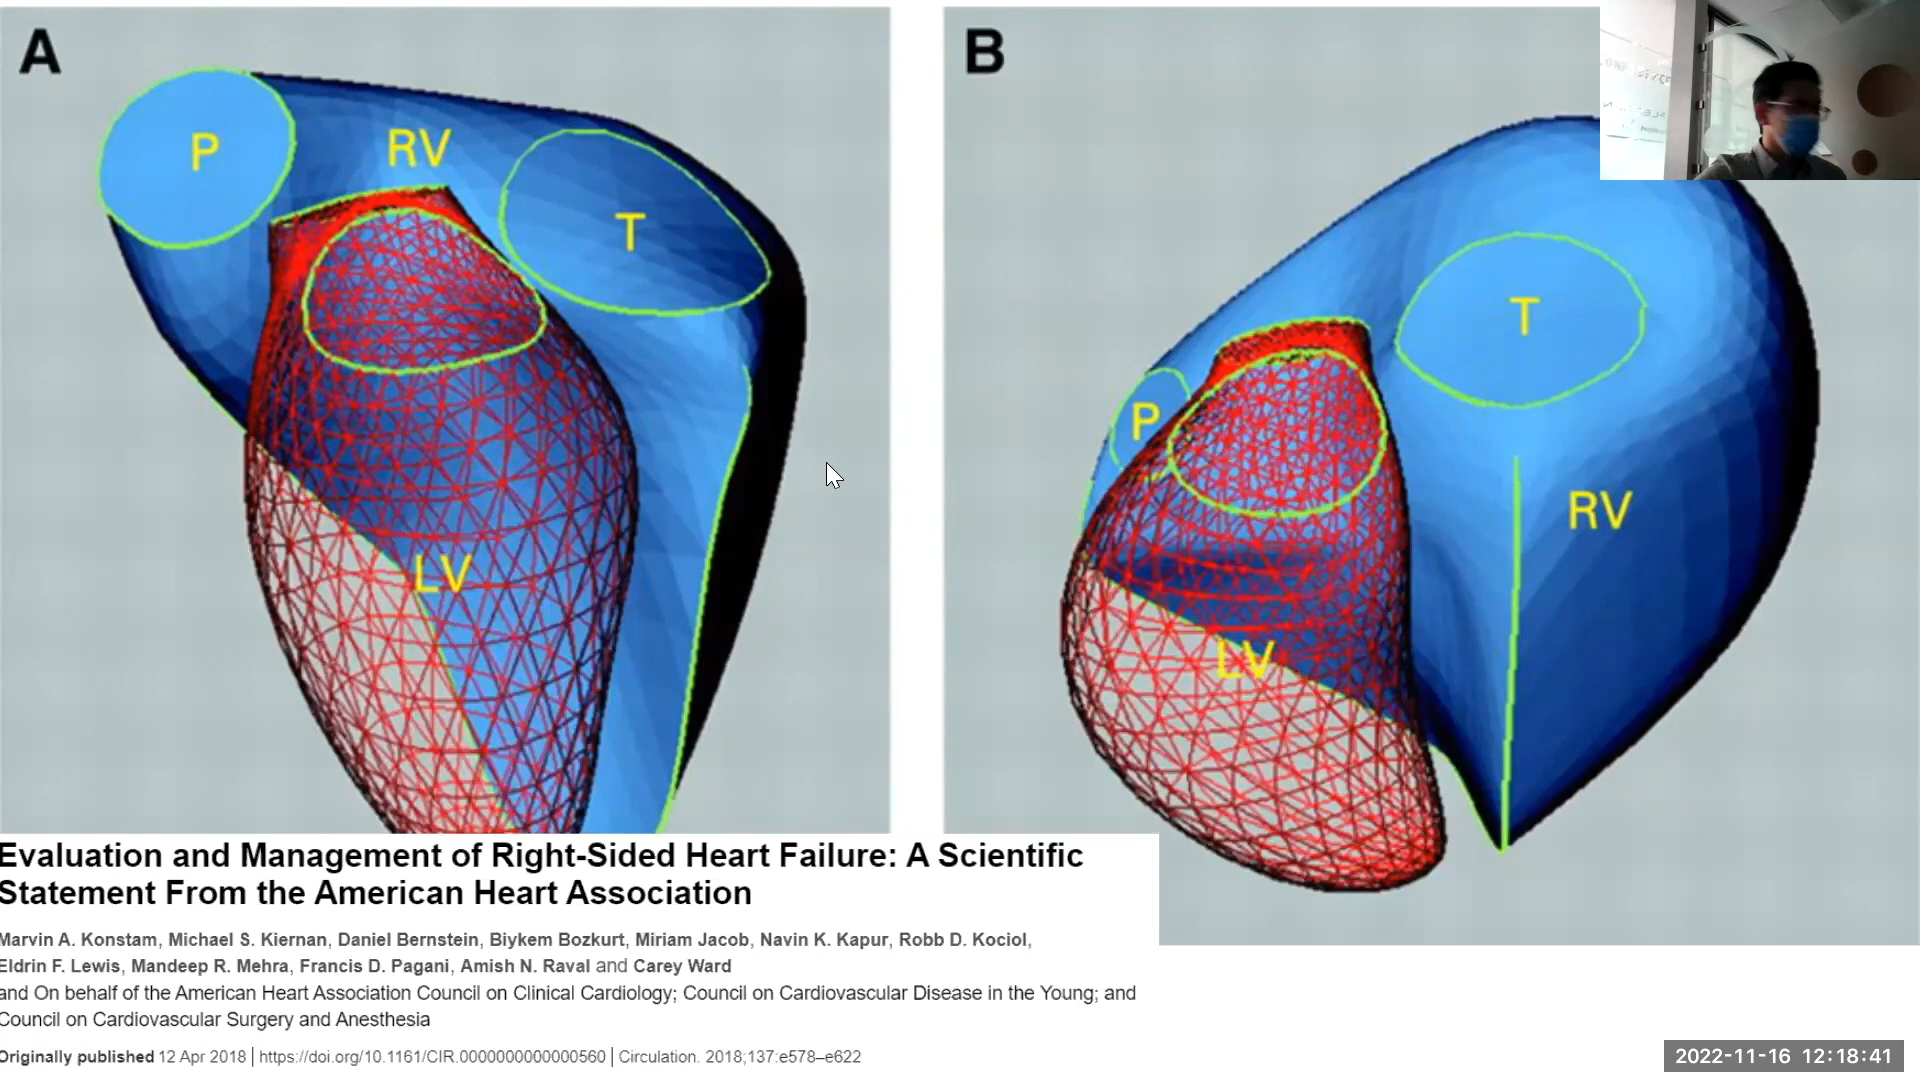 A
P
RV
T
LV
B
T
P
RV
LV
Evaluation and Management of Right-Sided Heart Failure: A Scientific
Statement From the American Heart Association
Marvin A. Konstam, Michael S. Kiernan, Daniel Bernstein, Biykem Bozkurt, Miriam Jacob, Navin K. Kapur, Robb D. Kociol,
Eldrin F. Lewis, Mandeep R. Mehra, Francis D. Pagani, Amish N. Raval and Carey Ward
and On behalf of the American Heart Association Council on Clinical Cardiology; Council on Cardiovascular Disease in the Young; and
Council on Cardiovascular Surgery and Anesthesia
Originally published 12 Apr 2018 | https://doi.org/10.1161/CIR.0000000000000560 | Circulation. 2018;137:e578–e622
2022-11-16 12:18:41